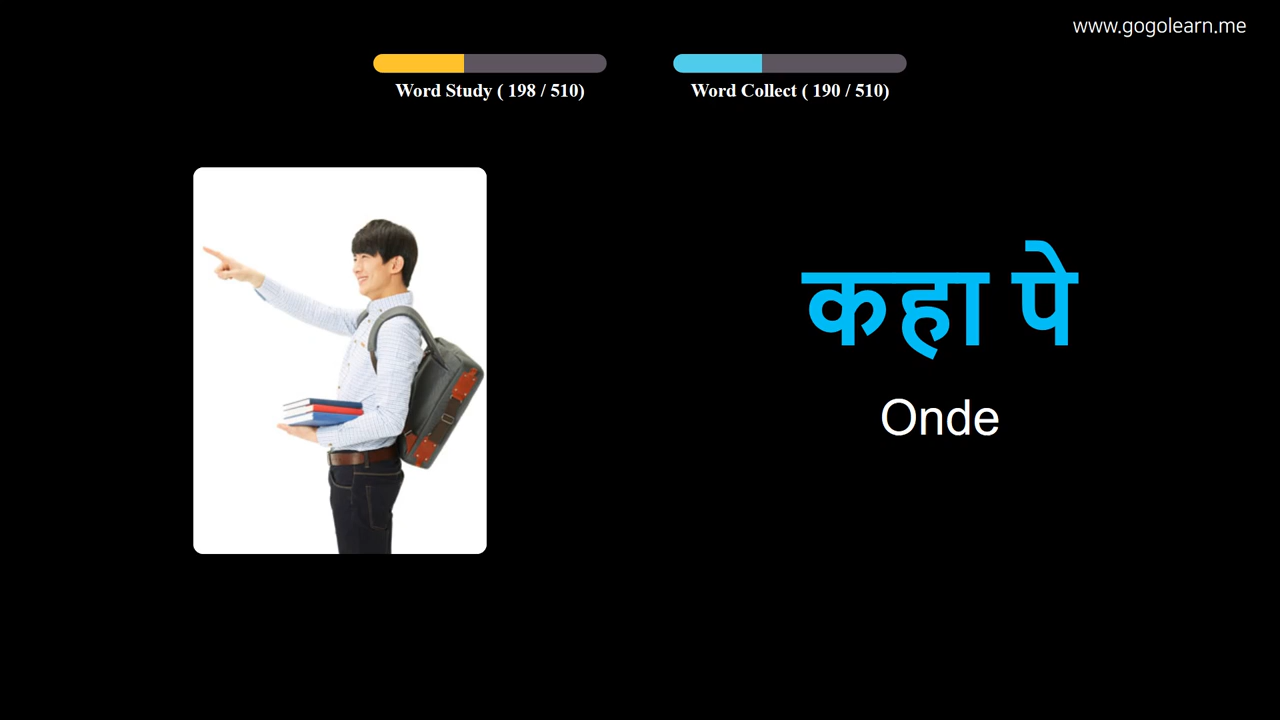 www.gogolearn.me
Word Study ( 198 / 510)
Word Collect ( 190 / 510)
कहा पे
Onde